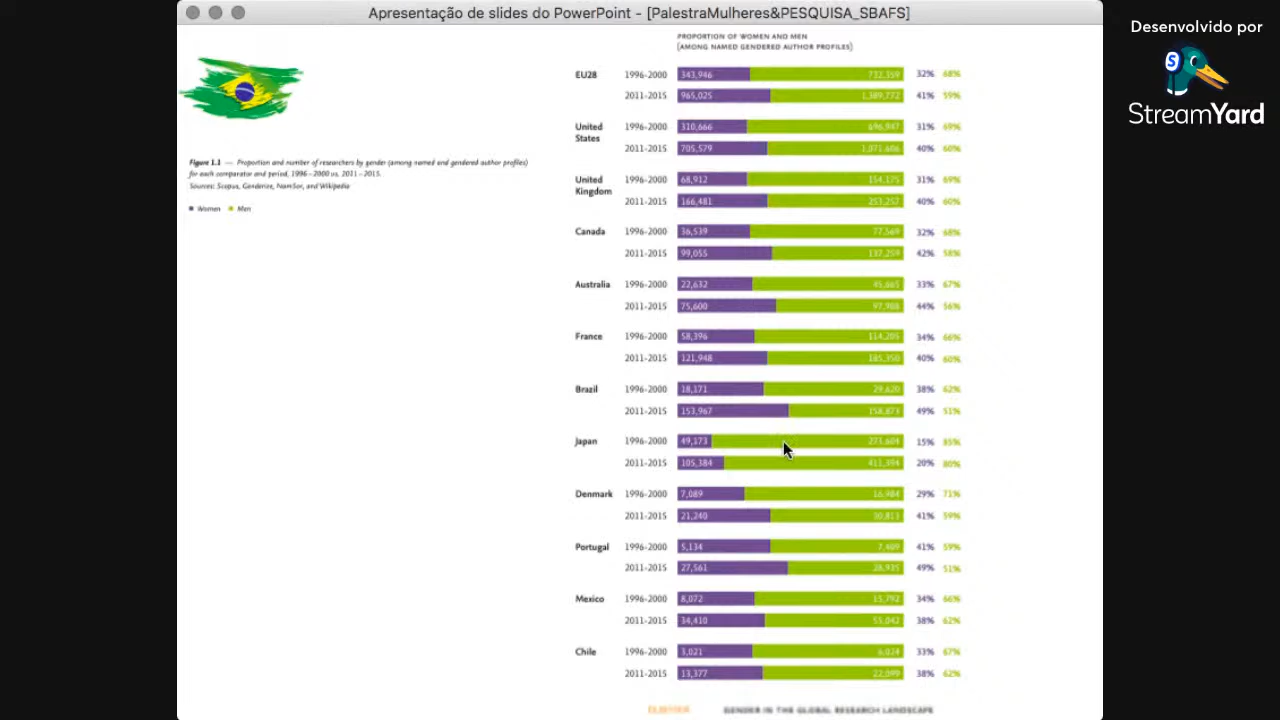 Apresentação de slides do PowerPoint - [PalestraMulheres&PESQUISA_SBAFS]
Desenvolvido por
StreamYard
Figure 1.1 — Proportion and number of researchers by gender (among named and gendered author profiles)
for each comparator and period, 1996–2000 vs. 2011–2015.
Sources: Scopus, Genderize, NamSor, and Wikipedia
Women Men
PROPORTION OF WOMEN AND MEN
(AMONG NAMED GENDERED AUTHOR PROFILES)
EU28 1996-2000 343,946 732,359 32% 68%
2011-2015 965,025 1,389,772 41% 59%
United States 1996-2000 310,666 696,947 31% 69%
2011-2015 705,579 1,071,606 40% 60%
United Kingdom 1996-2000 68,912 154,175 31% 69%
2011-2015 166,481 253,257 40% 60%
Canada 1996-2000 36,539 77,569 32% 68%
2011-2015 99,055 137,259 42% 58%
Australia 1996-2000 22,632 45,665 33% 67%
2011-2015 75,600 97,988 44% 56%
France 1996-2000 58,396 114,205 34% 66%
2011-2015 121,948 185,350 40% 60%
Brazil 1996-2000 18,171 29,620 38% 62%
2011-2015 153,967 158,873 49% 51%
Japan 1996-2000 49,173 273,604 15% 85%
2011-2015 105,384 411,394 20% 80%
Denmark 1996-2000 7,089 16,984 29% 71%
2011-2015 21,240 30,813 41% 59%
Portugal 1996-2000 5,134 7,469 41% 59%
2011-2015 27,561 28,935 49% 51%
Mexico 1996-2000 8,072 15,792 34% 66%
2011-2015 34,410 55,042 38% 62%
Chile 1996-2000 3,021 6,024 33% 67%
2011-2015 13,377 22,099 38% 62%
ELSEVIER GENDER IN THE GLOBAL RESEARCH LANDSCAPE